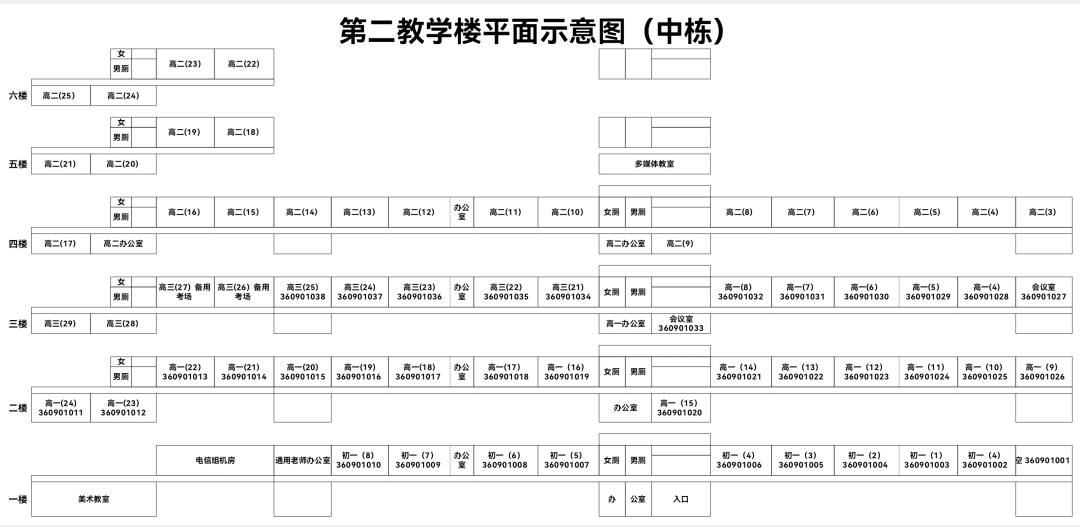 第二教学楼平面示意图（中栋）
女
男厕
高二(23)
高二(22)
六楼
高二(25)
高二(24)
女
男厕
高二(19)
高二(18)
五楼
高二(21)
高二(20)
多媒体教室
女
男厕
高二(16)
高二(15)
高二(14)
高二(13)
高二(12)
办公
室
高二(11)
高二(10)
女厕
男厕
高二(8)
高二(7)
高二(6)
高二(5)
高二(4)
高二(3)
四楼
高二(17)
高二办公室
高二办公室
高二(9)
女
男厕
高三(27）备用
考场
高三(26）备用
考场
高三(25)
360901038
高三(24)
360901037
高三(23)
360901036
办公
室
高三(22)
360901035
高三(21)
360901034
女厕
男厕
高一(8)
360901032
高一(7)
360901031
高一(6)
360901030
高一(5)
360901029
高一(4)
360901028
会议室
360901027
三楼
高三(29)
高三(28)
高一办公室
会议室
360901033
女
男厕
高一(22)
360901013
高一(21)
360901014
高一(20)
360901015
高一(19)
360901016
高一(18)
360901017
办公
室
高一(17)
360901018
高一（16)
360901019
女厕
男厕
高一（14)
360901021
高一（13)
360901022
高一（12)
360901023
高一（11)
360901024
高一（10)
360901025
高一（9)
360901026
二楼
高一(24)
360901011
高一(23)
360901012
办公室
高一（15)
360901020
电信组机房
通用老师办公室
初一（8)
360901010
初一（7)
360901009
办公
室
初一（6)
360901008
初一（5)
360901007
女厕
男厕
初一（4)
360901006
初一（3)
360901005
初一（2)
360901004
初一（1)
360901003
初一（4)
360901002
空 360901001
一楼
美术教室
办
公室
入口